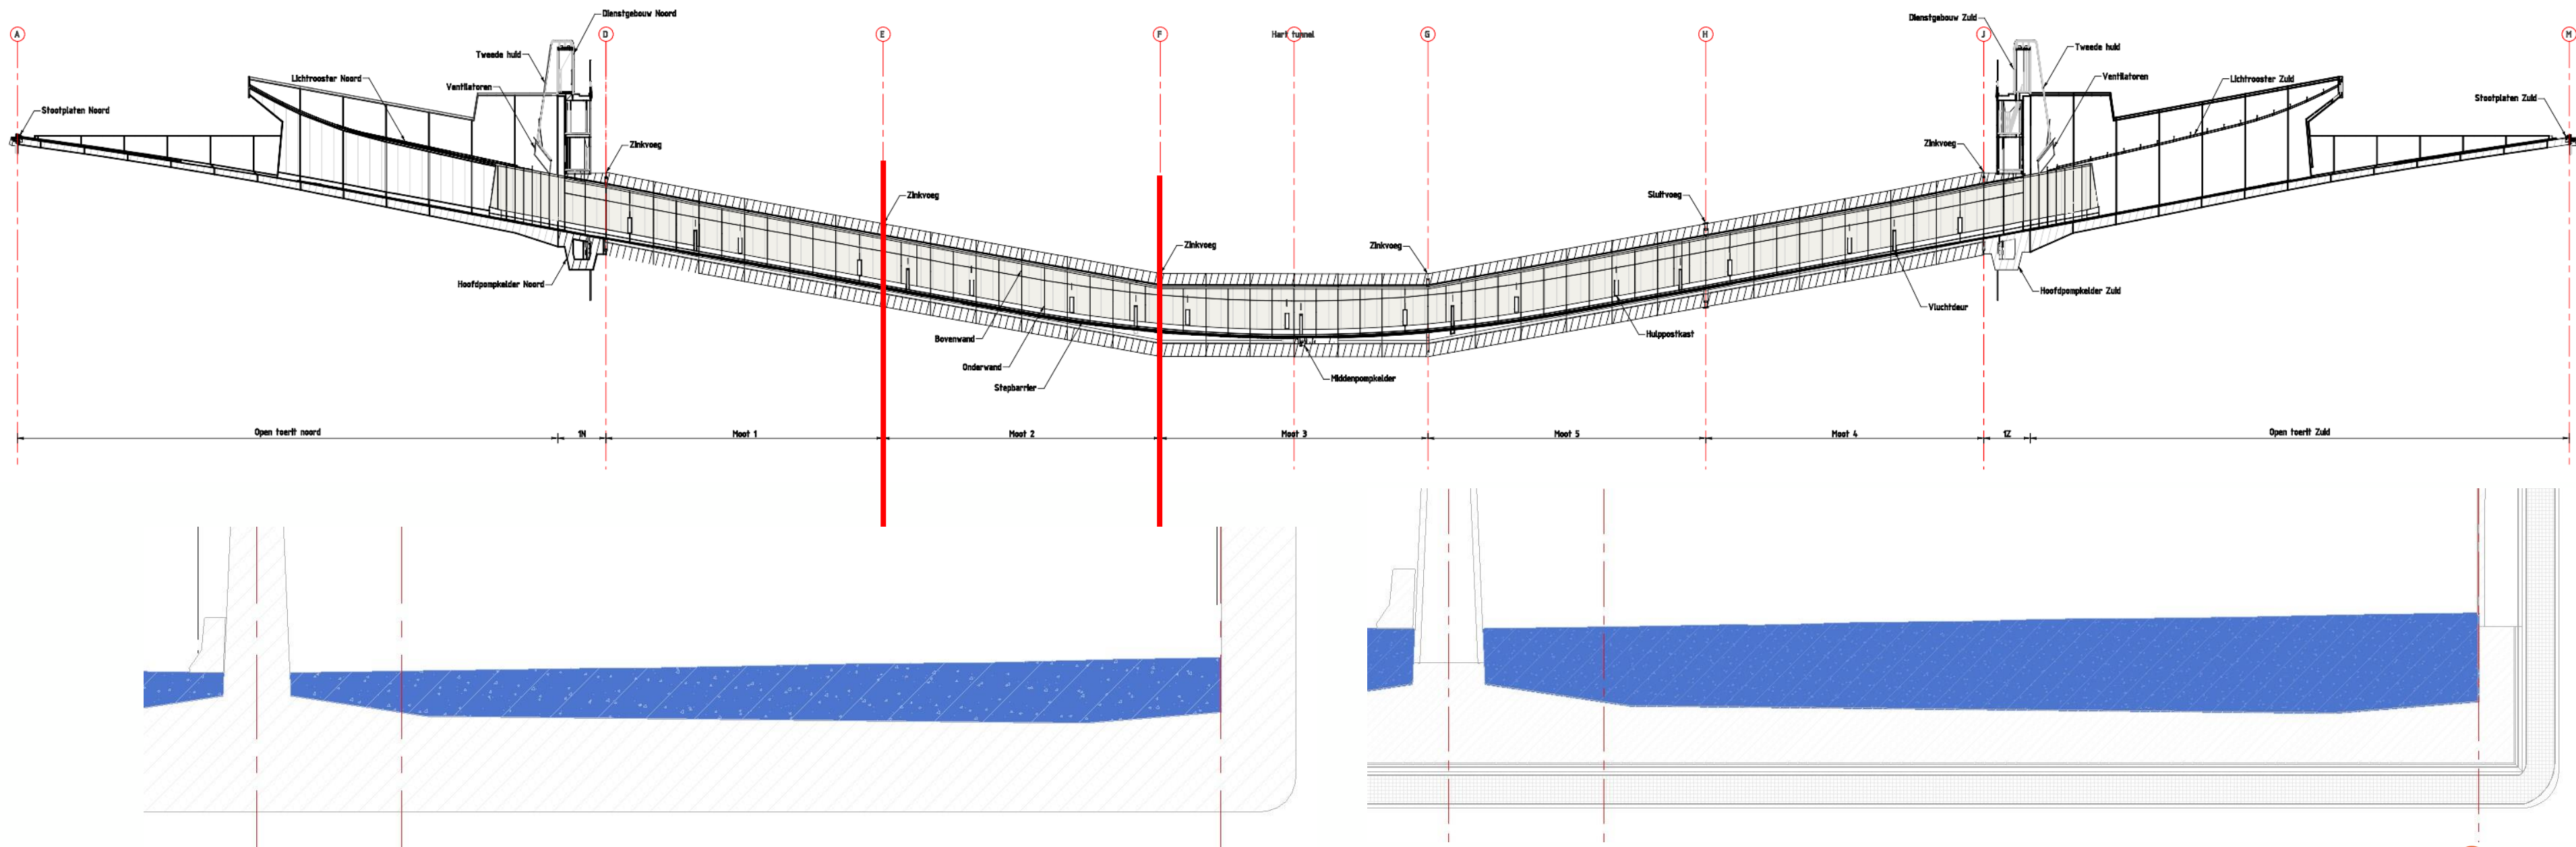 Dienstgebouw Noord
Dienstgebouw Zuid
A
D
E
F
Hart tunnel
G
H
J
M
Tweede huid
Tweede huid
Lichtrooster Noord
Ventilatoren
Ventilatoren
Lichtrooster Zuid
Stootplaten Noord
Stootplaten Zuid
Zinkvoeg
Zinkvoeg
Zinkvoeg
Sluitvoeg
Zinkvoeg
Zinkvoeg
Hoofdpompkelder Noord
Hoofdpompkelder Zuid
Vluchtdeur
Bovenwand
Hulppostkast
Onderwand
Middenpompkelder
Stepbarrier
Open toerit noord
1N
Moot 1
Moot 2
Moot 3
Moot 5
Moot 4
1Z
Open toerit Zuid